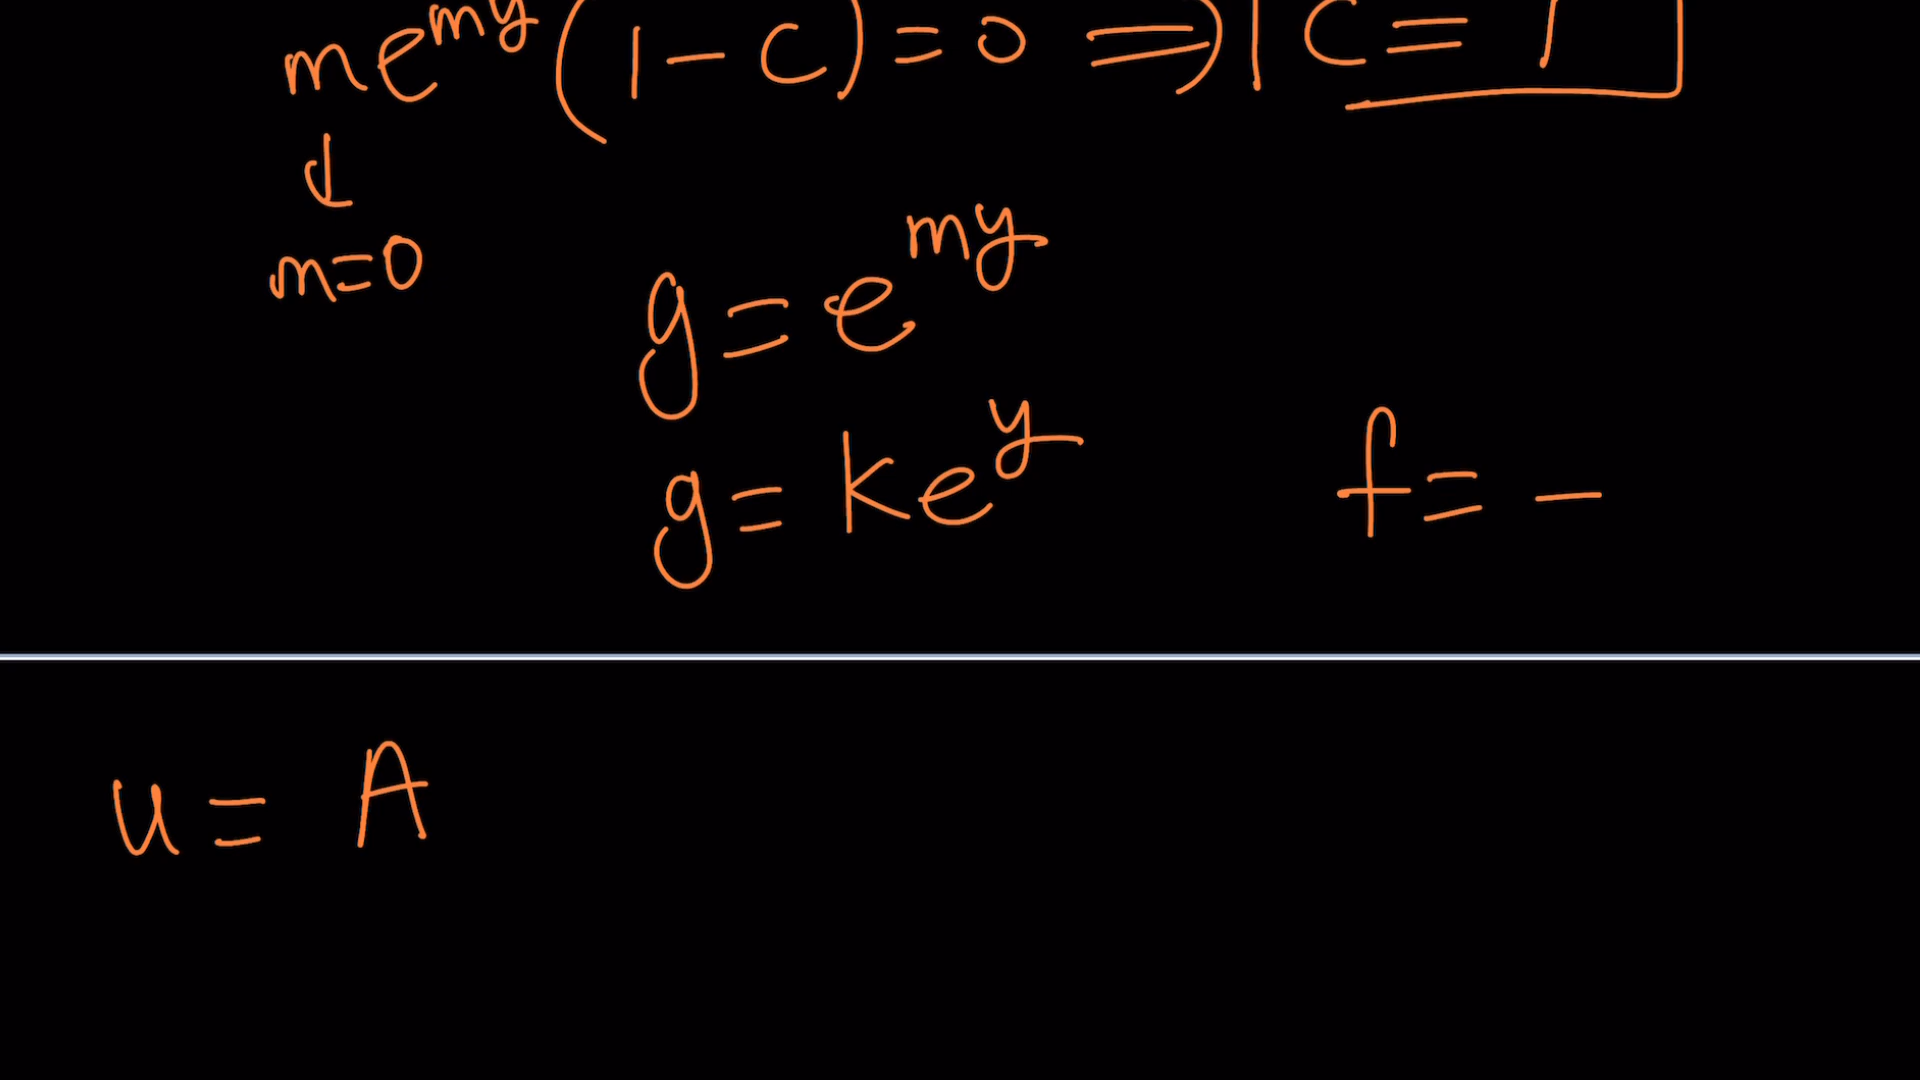 me^{my}(1-c)=0 ⇒ |c=1
↓
m=0
g=e^{my}
g=ke^{y} f=-
u= A